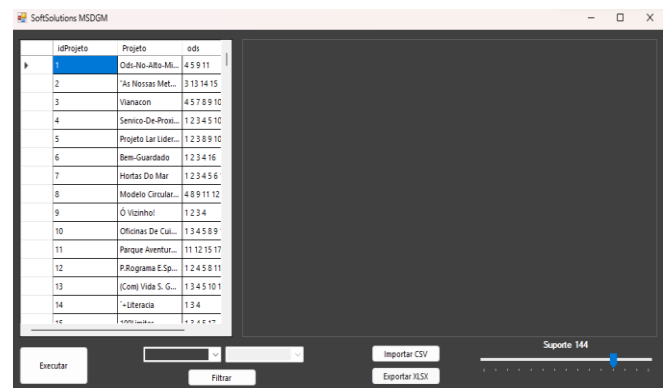 SoftSolutions MSDGM
idProjeto Projeto ods
1 Ods-No-Alto-Mi... 4 5 9 11
2 "As Nossas Met... 3 13 14 15
3 Vianacon 4 5 7 8 9 10
4 Servico-De-Proxi... 1 2 3 4 5 10
5 Projeto Lar Lider... 1 2 3 8 9 10
6 Bem-Guardado 1 2 3 4 16
7 Hortas Do Mar 1 2 3 4 5 6
8 Modelo Circular... 4 8 9 11 12
9 Ó Vizinho! 1 2 3 4
10 Oficinas De Cui... 1 3 4 5 8 9
11 Parque Aventur... 11 12 15 17
12 P.Rograma E.Sp... 1 2 4 5 8 11
13 (Com) Vida S. G... 1 3 4 5 10 1
14 `+Literacia 1 3 4
Suporte 144
Executar
Importar CSV
Filtrar
Exportar XLSX